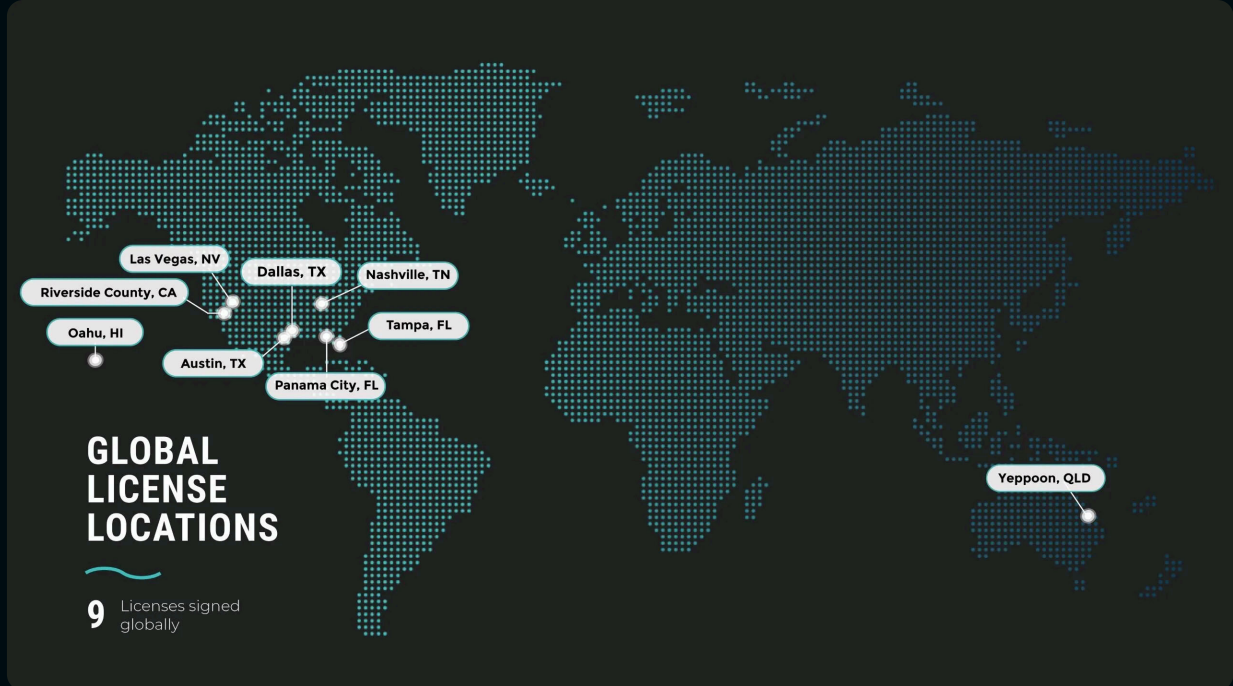 Las Vegas, NV
Dallas, TX
Nashville, TN
Riverside County, CA
Oahu, HI
Tampa, FL
Austin, TX
Panama City, FL
GLOBAL
LICENSE
LOCATIONS
Yeppoon, QLD
9 Licenses signed
globally